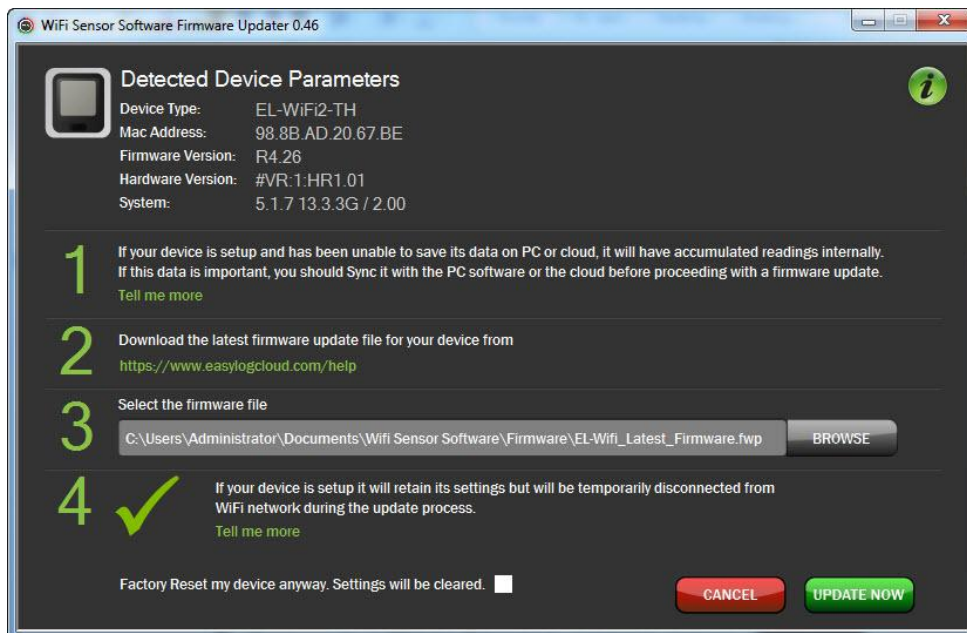 WiFi Sensor Software Firmware Updater 0.46
Detected Device Parameters
Device Type: EL-WiFi2-TH
Mac Address: 98.8B.AD.20.67.BE
Firmware Version: R4.26
Hardware Version: #VR:1:HR1.01
System: 5.1.7 13.3.3G / 2.00
i
1
If your device is setup and has been unable to save its data on PC or cloud, it will have accumulated readings internally.
If this data is important, you should Sync it with the PC software or the cloud before proceeding with a firmware update.
Tell me more
2
Download the latest firmware update file for your device from
https://www.easylogcloud.com/help
3
Select the firmware file
C:\Users\Administrator\Documents\Wifi Sensor Software\Firmware\EL-Wifi_Latest_Firmware.fwp BROWSE
4
If your device is setup it will retain its settings but will be temporarily disconnected from
WiFi network during the update process.
Tell me more
Factory Reset my device anyway. Settings will be cleared.
CANCEL UPDATE NOW